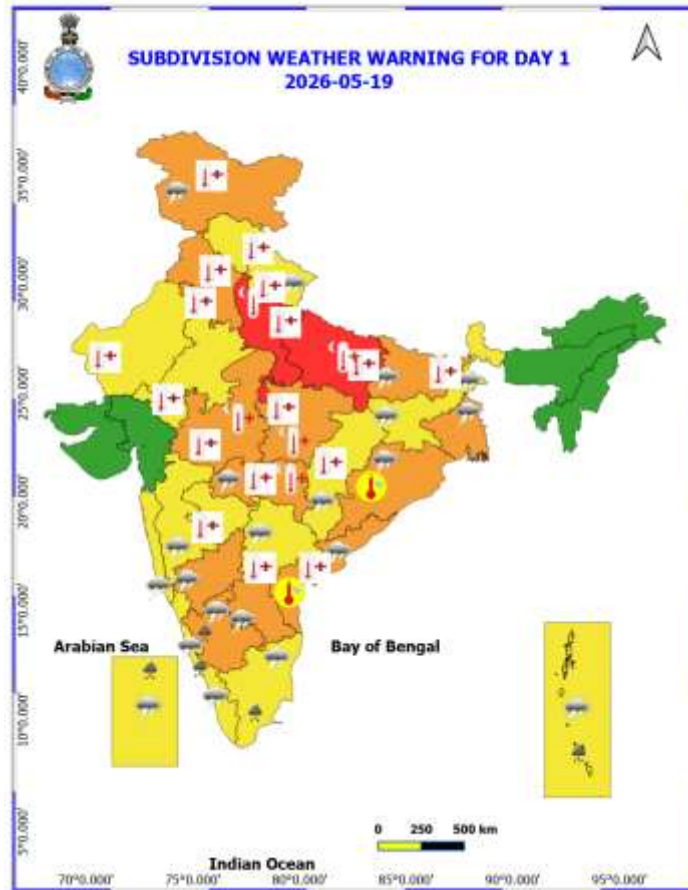 SUBDIVISION WEATHER WARNING FOR DAY 1
2026-05-19
40°0.000'
35°0.000'
30°0.000'
25°0.000'
20°0.000'
15°0.000'
10°0.000'
5°0.000'
Arabian Sea
Bay of Bengal
0 250 500 km
Indian Ocean
70°0.000' 75°0.000' 80°0.000' 85°0.000' 90°0.000' 95°0.000'